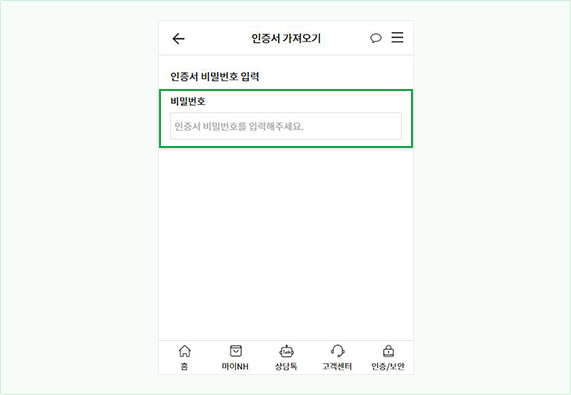 인증서 가져오기
인증서 비밀번호 입력
비밀번호
인증서 비밀번호를 입력해주세요.
Talk
홈 마이NH 상담톡 고객센터 인증/보안